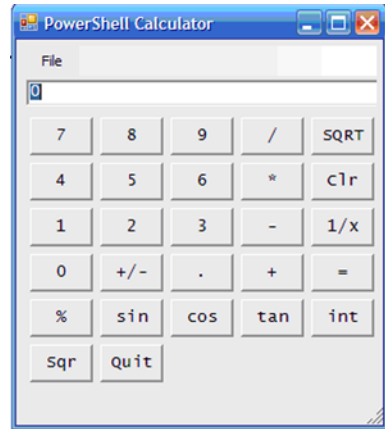 PowerShell Calculator
File
0
7 8 9 / SQRT
4 5 6 * Clr
1 2 3 - 1/x
0 +/- . + =
% sin cos tan int
Sqr Quit